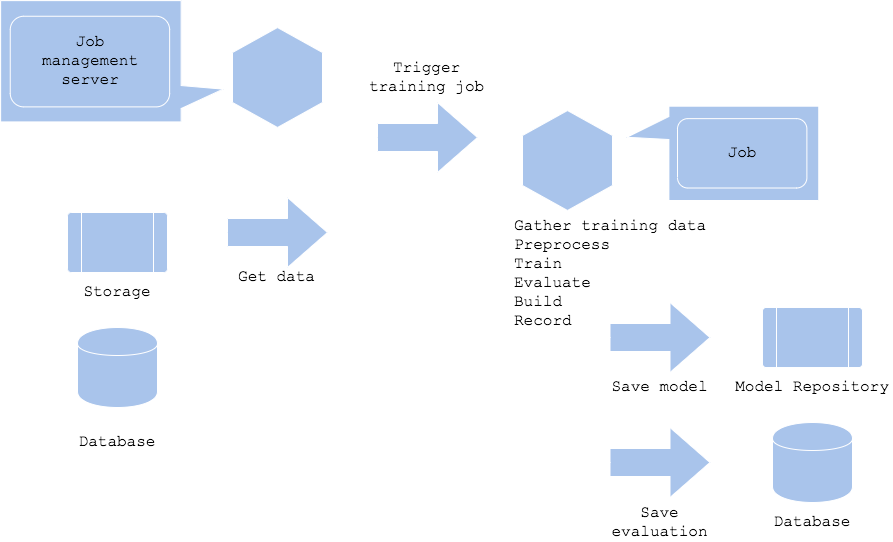 Job
management
server
Trigger
training job
Job
Gather training data
Preprocess
Train
Evaluate
Build
Record
Get data
Storage
Database
Save model
Model Repository
Save
evaluation
Database